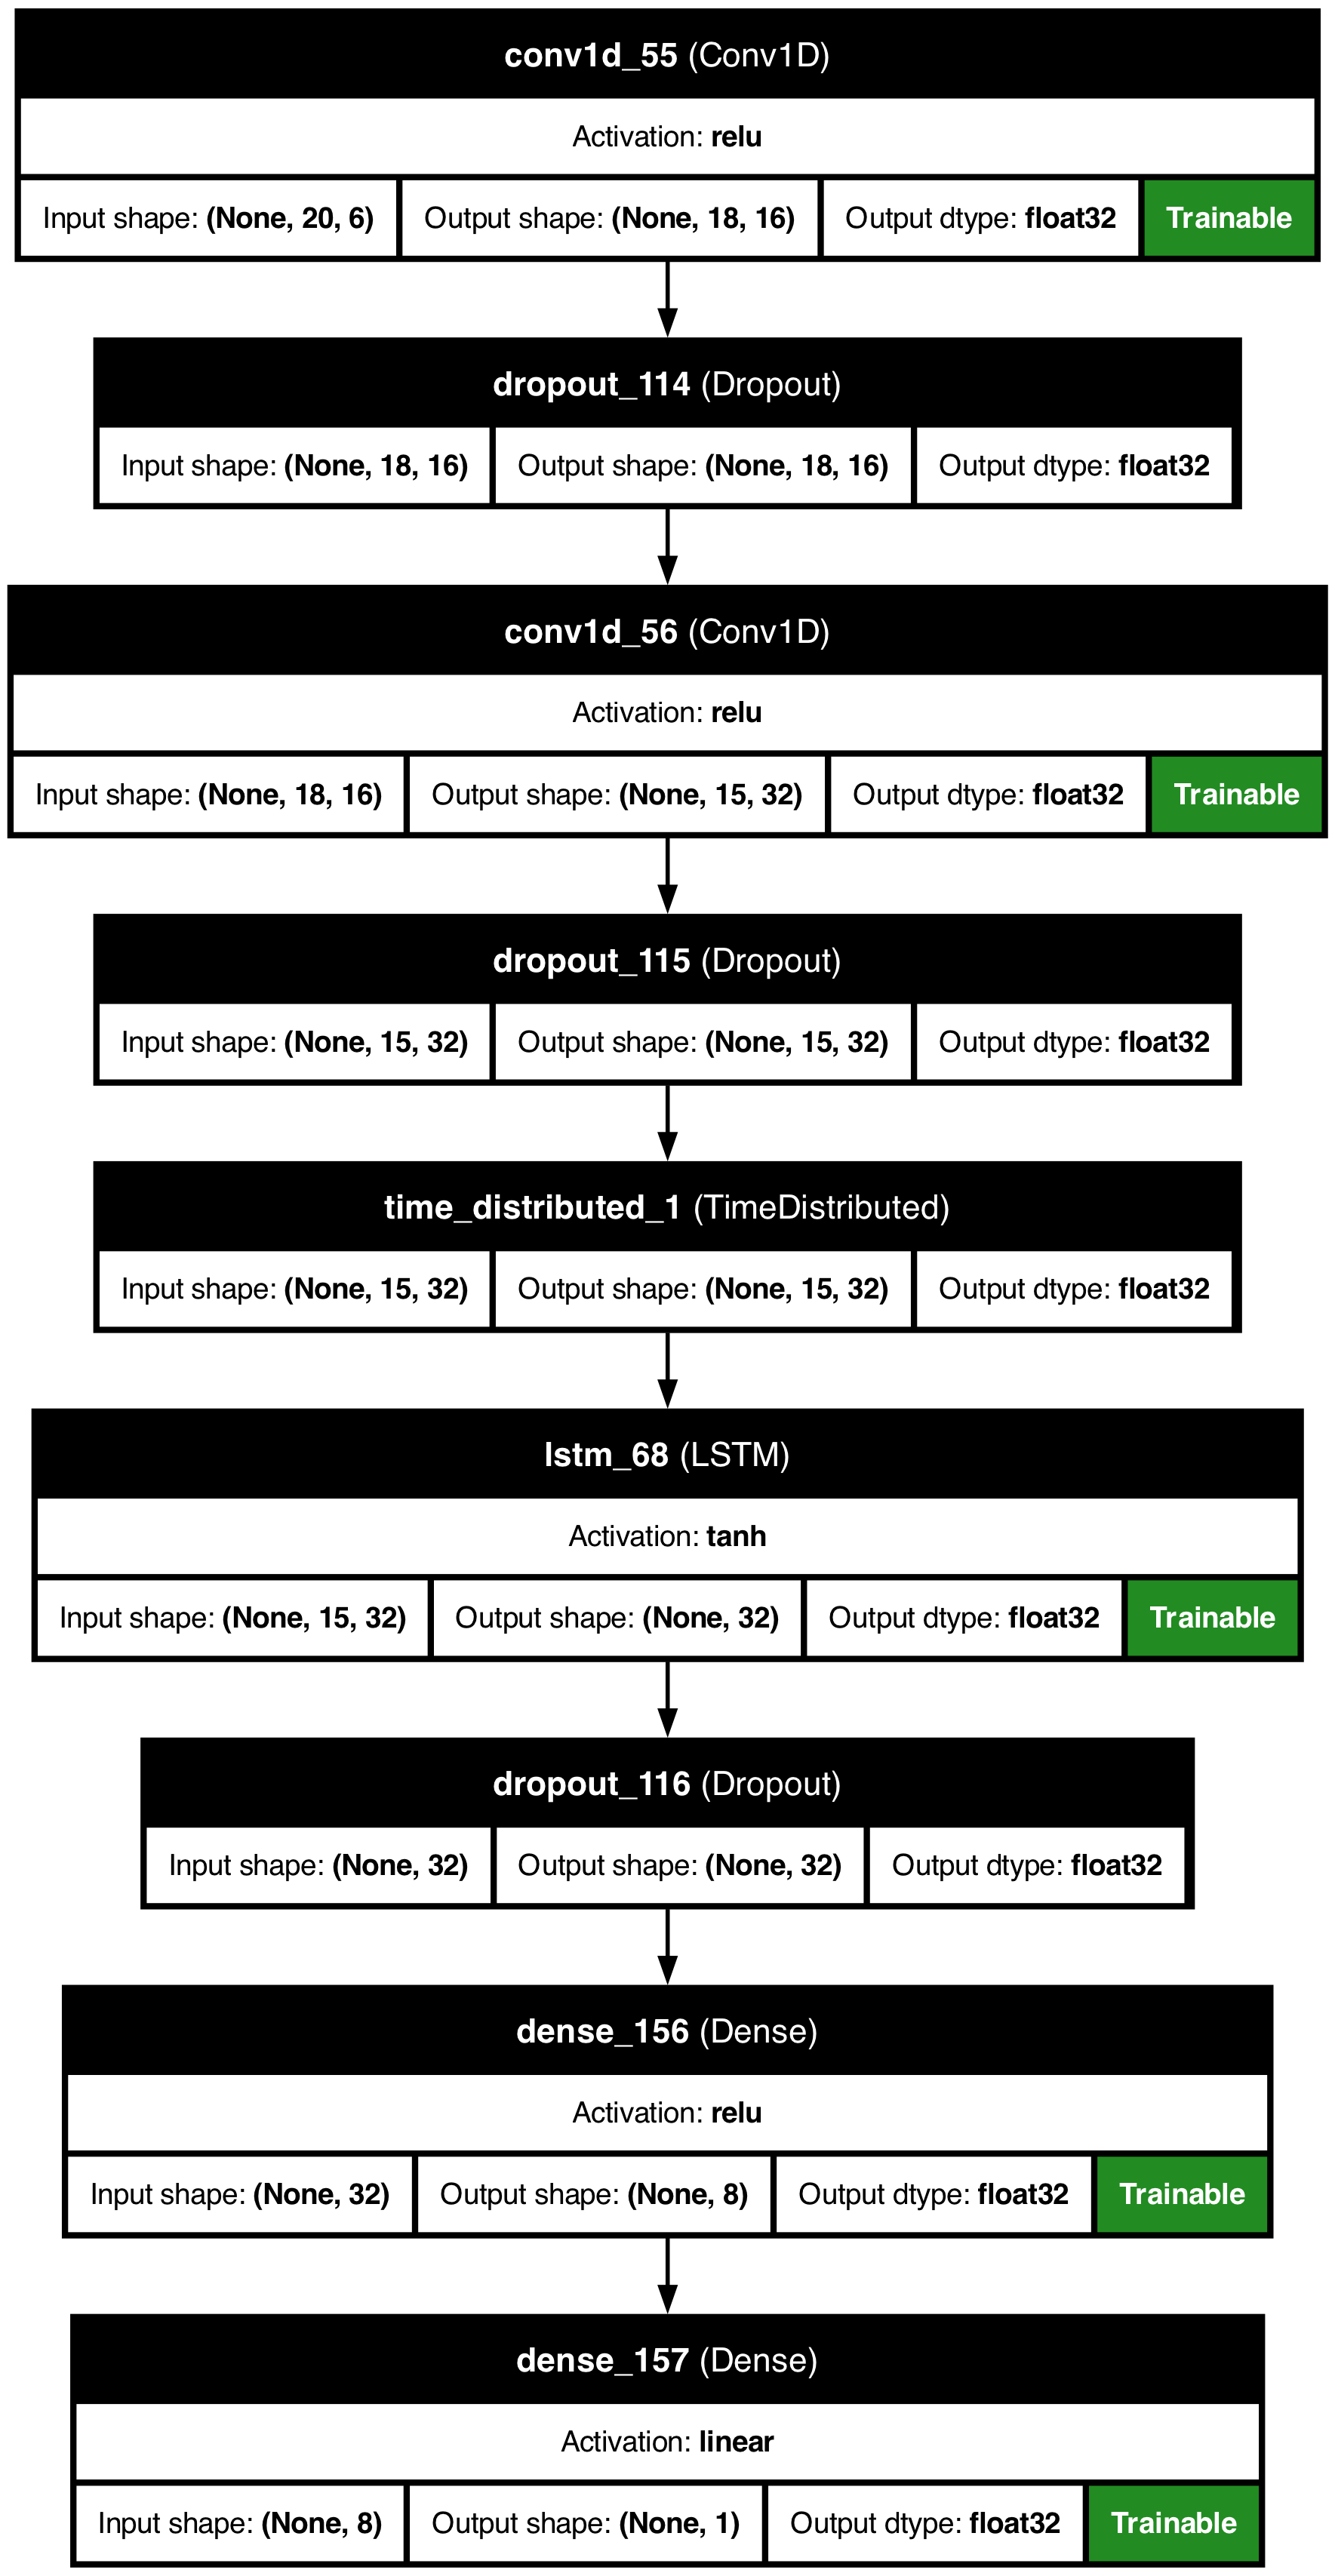 conv1d_55 (Conv1D)
Activation: relu
Input shape: (None, 20, 6) Output shape: (None, 18, 16) Output dtype: float32 Trainable
dropout_114 (Dropout)
Input shape: (None, 18, 16) Output shape: (None, 18, 16) Output dtype: float32
conv1d_56 (Conv1D)
Activation: relu
Input shape: (None, 18, 16) Output shape: (None, 15, 32) Output dtype: float32 Trainable
dropout_115 (Dropout)
Input shape: (None, 15, 32) Output shape: (None, 15, 32) Output dtype: float32
time_distributed_1 (TimeDistributed)
Input shape: (None, 15, 32) Output shape: (None, 15, 32) Output dtype: float32
lstm_68 (LSTM)
Activation: tanh
Input shape: (None, 15, 32) Output shape: (None, 32) Output dtype: float32 Trainable
dropout_116 (Dropout)
Input shape: (None, 32) Output shape: (None, 32) Output dtype: float32
dense_156 (Dense)
Activation: relu
Input shape: (None, 32) Output shape: (None, 8) Output dtype: float32 Trainable
dense_157 (Dense)
Activation: linear
Input shape: (None, 8) Output shape: (None, 1) Output dtype: float32 Trainable